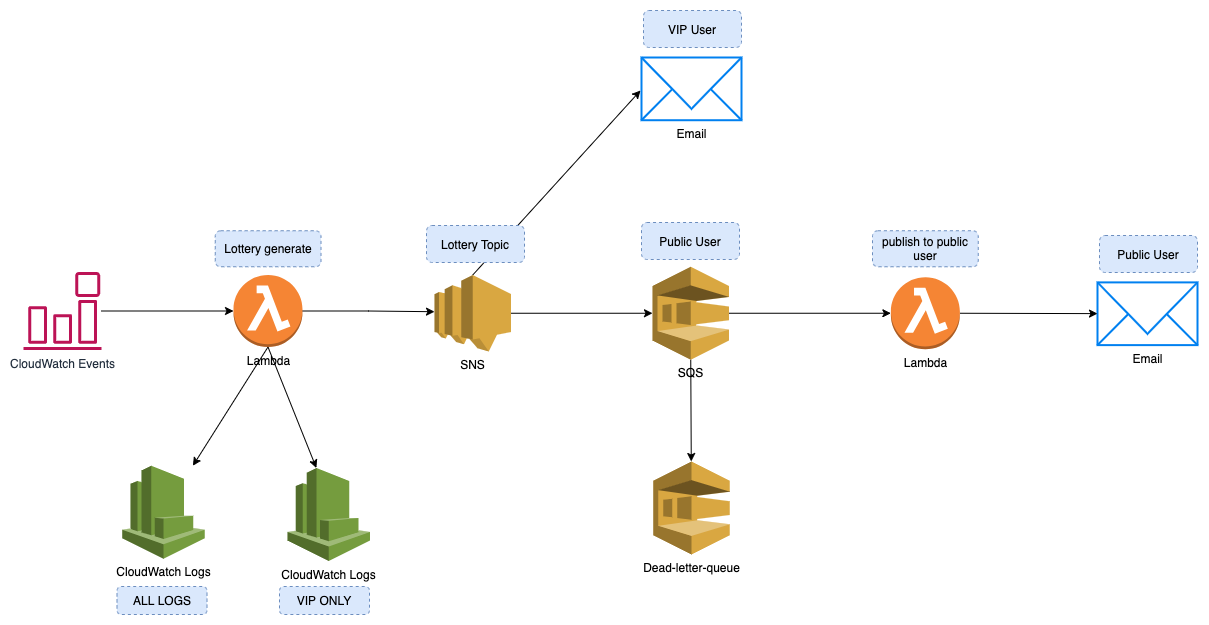 VIP User
Email
Lottery generate
Lottery Topic
Public User
publish to public
user
Public User
CloudWatch Events
Lambda
SNS
SQS
Lambda
Email
CloudWatch Logs
ALL LOGS
CloudWatch Logs
VIP ONLY
Dead-letter-queue